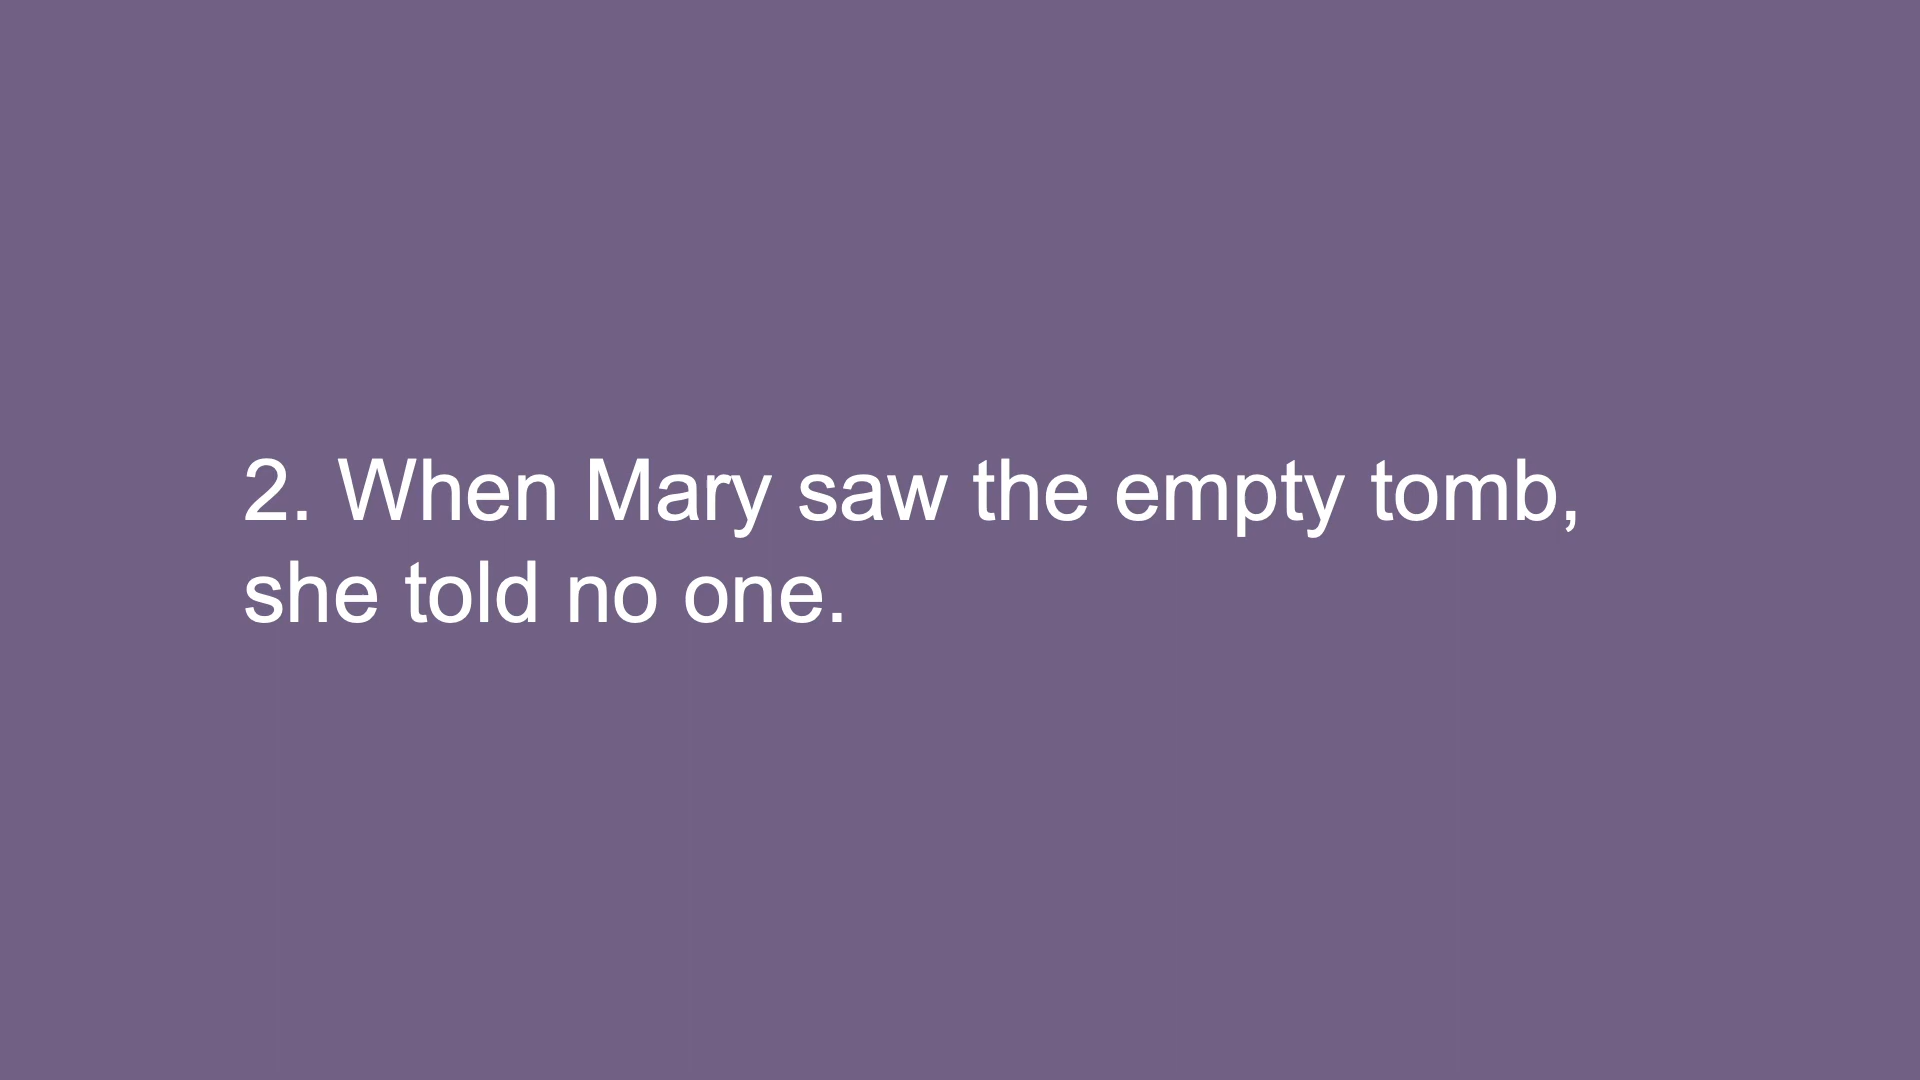 2. When Mary saw the empty tomb,
she told no one.